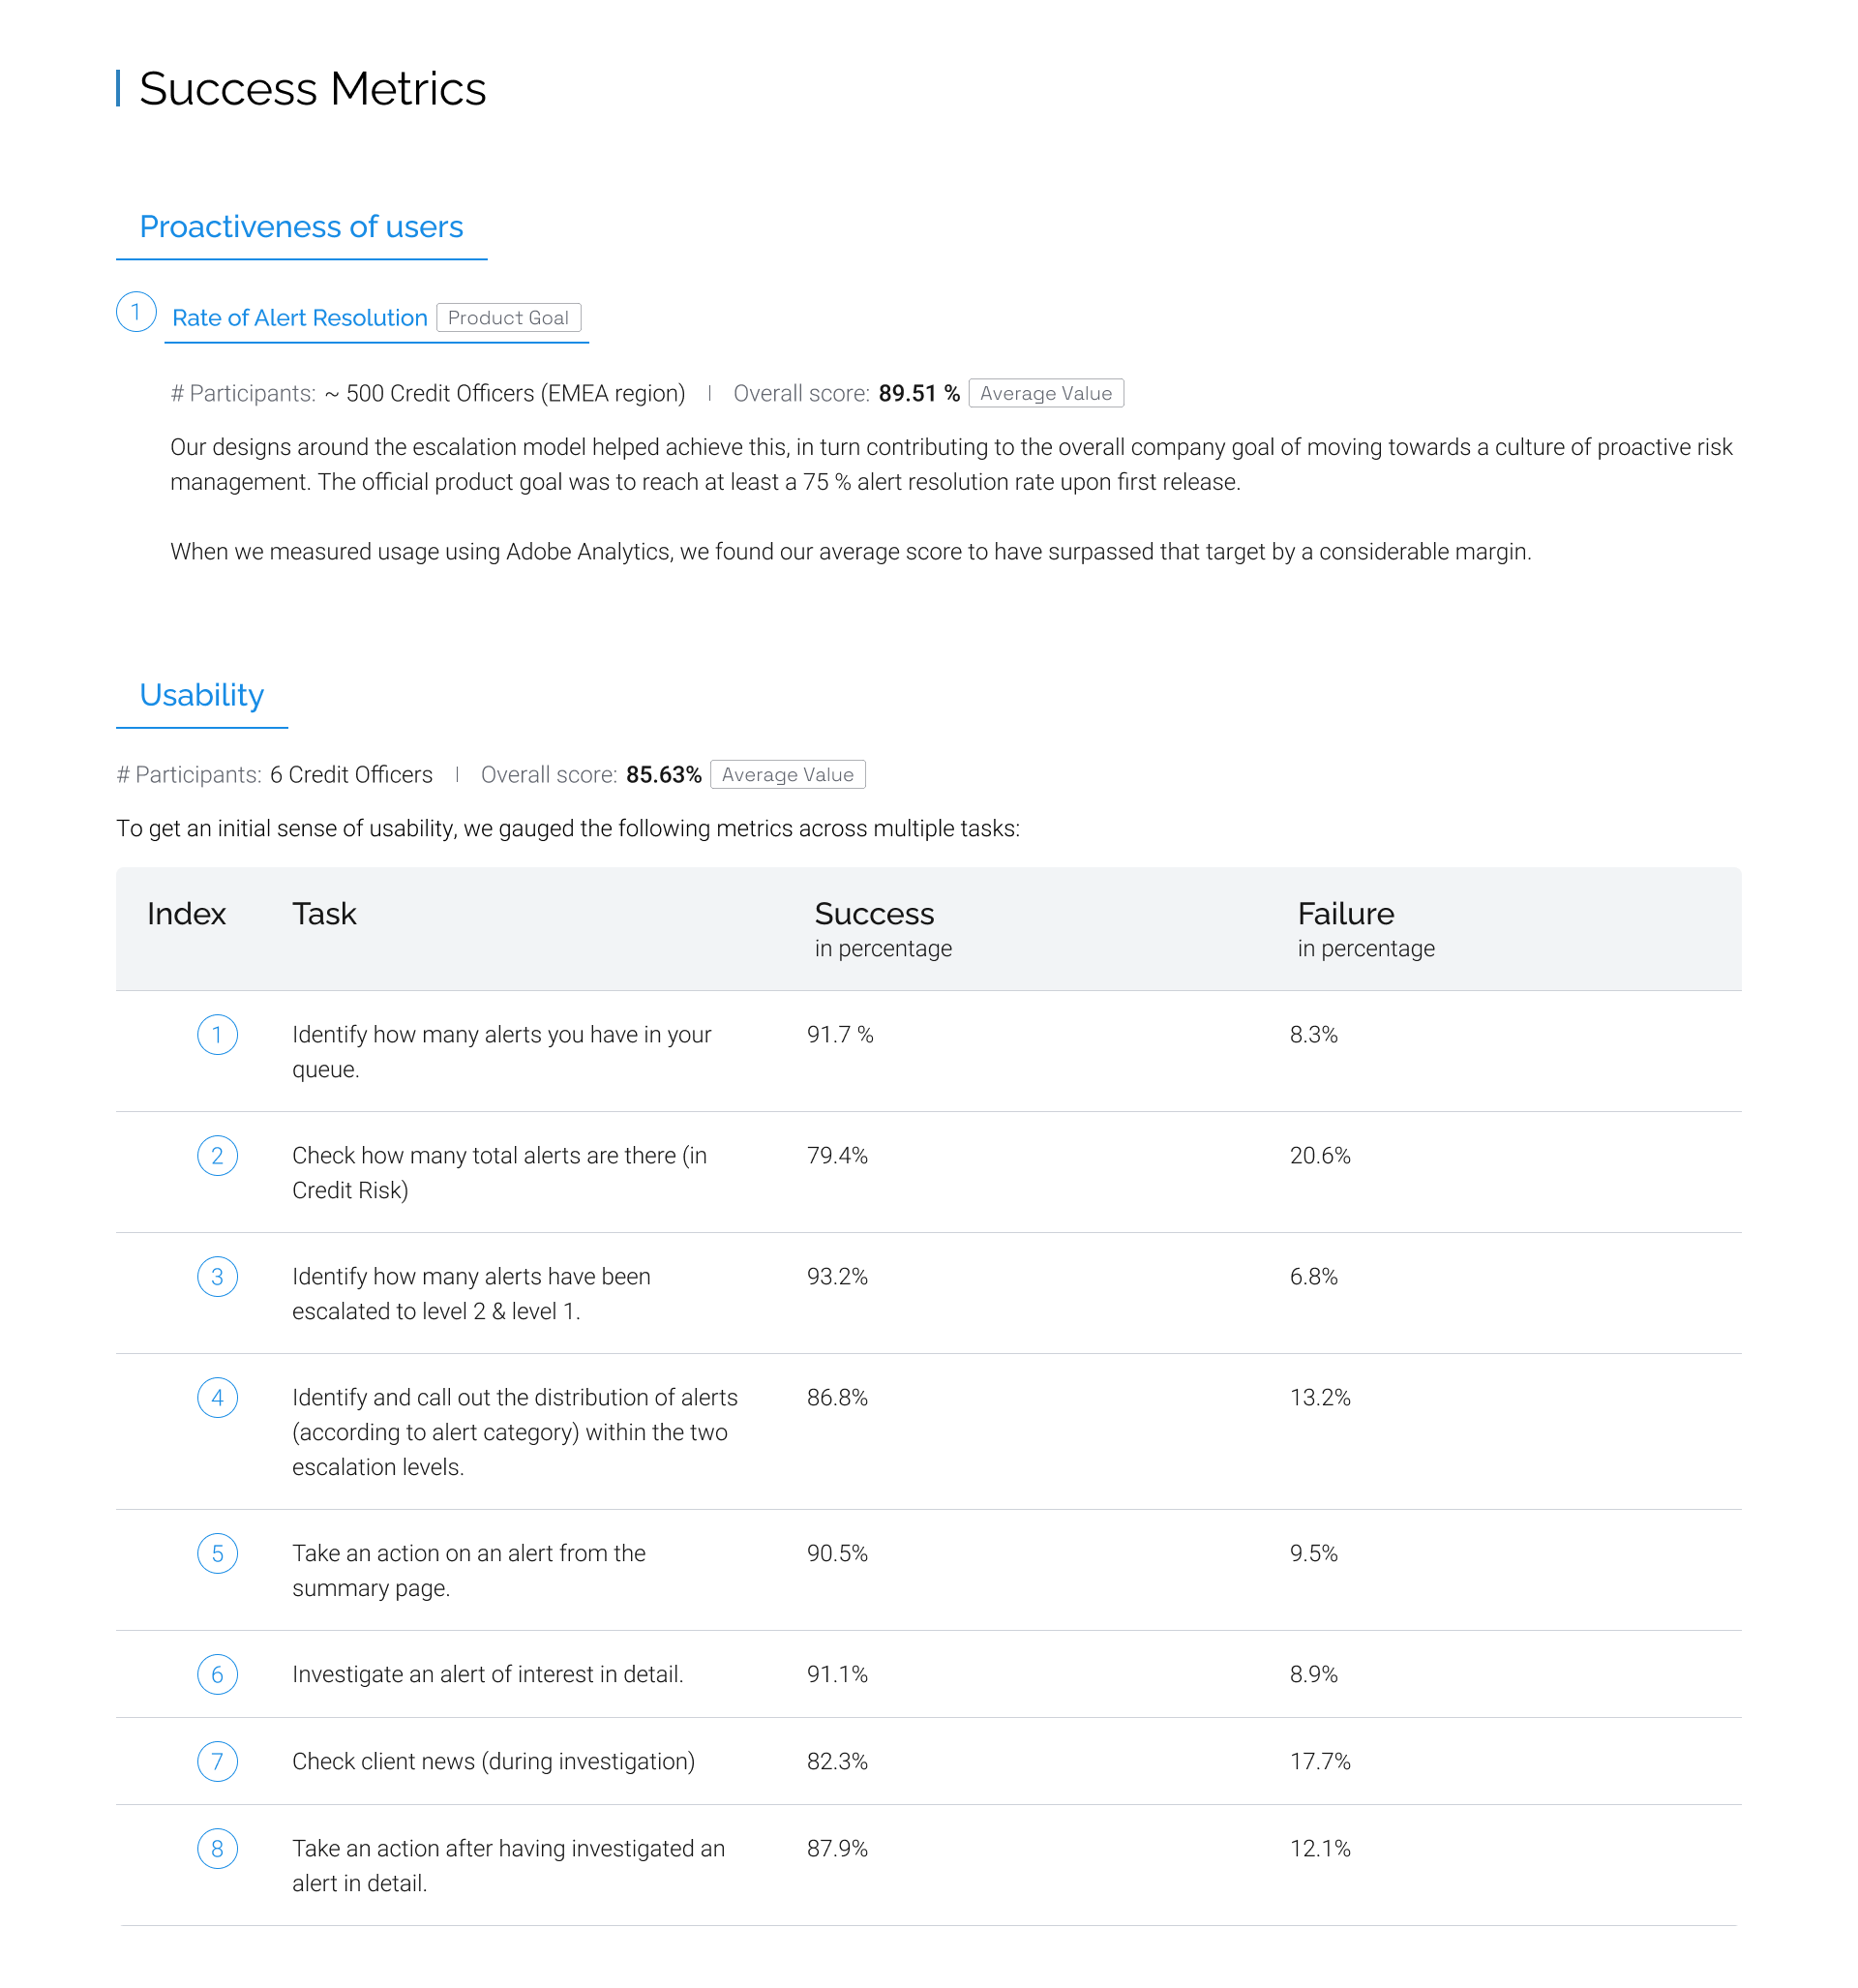 Success Metrics
Proactiveness of users
1 Rate of Alert Resolution Product Goal
# Participants: ~ 500 Credit Officers (EMEA region) | Overall score: 89.51 % Average Value
Our designs around the escalation model helped achieve this, in turn contributing to the overall company goal of moving towards a culture of proactive risk
management. The official product goal was to reach at least a 75 % alert resolution rate upon first release.
When we measured usage using Adobe Analytics, we found our average score to have surpassed that target by a considerable margin.
Usability
# Participants: 6 Credit Officers | Overall score: 85.63% Average Value
To get an initial sense of usability, we gauged the following metrics across multiple tasks:
Index Task Success Failure
in percentage in percentage
1 Identify how many alerts you have in your 91.7 % 8.3%
queue.
2 Check how many total alerts are there (in 79.4% 20.6%
Credit Risk)
3 Identify how many alerts have been 93.2% 6.8%
escalated to level 2 & level 1.
4 Identify and call out the distribution of alerts 86.8% 13.2%
(according to alert category) within the two
escalation levels.
5 Take an action on an alert from the 90.5% 9.5%
summary page.
6 Investigate an alert of interest in detail. 91.1% 8.9%
7 Check client news (during investigation) 82.3% 17.7%
8 Take an action after having investigated an 87.9% 12.1%
alert in detail.